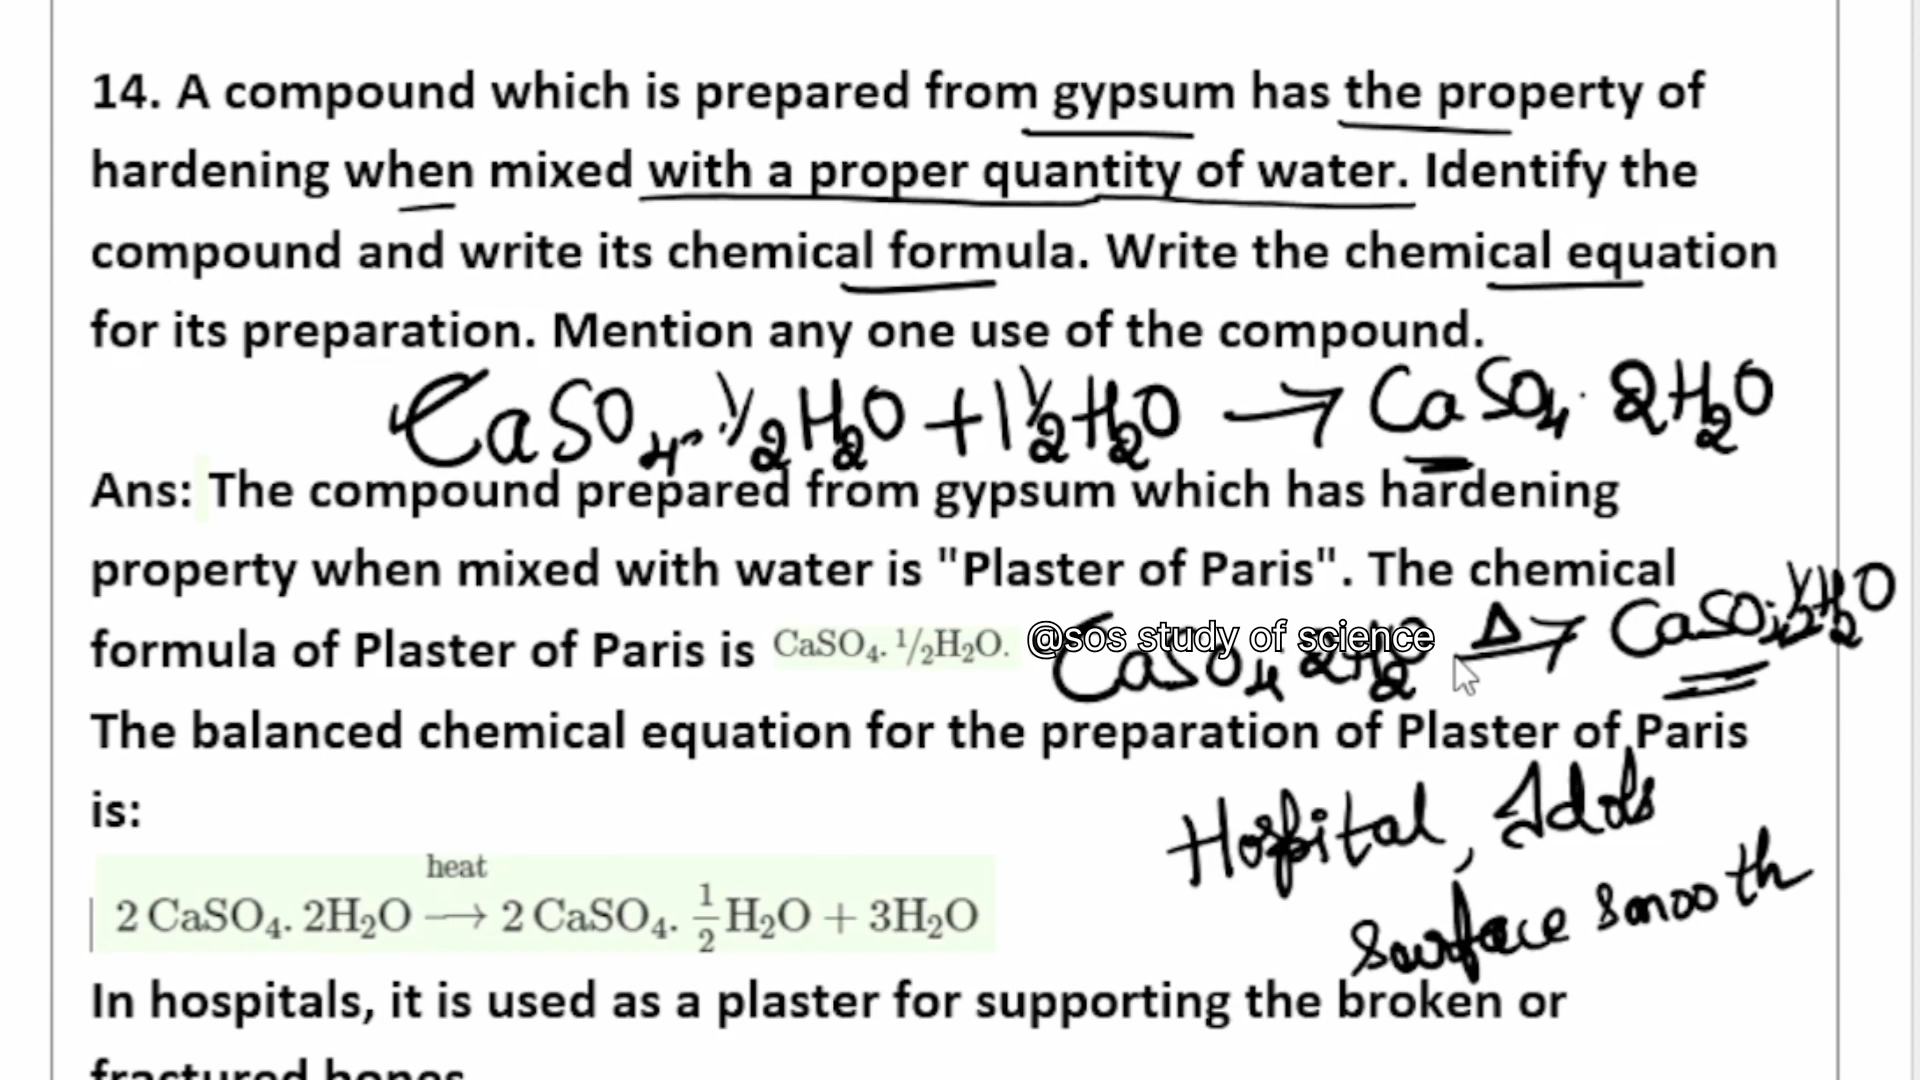 14. A compound which is prepared from gypsum has the property of
hardening when mixed with a proper quantity of water. Identify the
compound and write its chemical formula. Write the chemical equation
for its preparation. Mention any one use of the compound.
CaSO₄.½H₂O + 1½H₂O → CaSO₄.2H₂O
Ans: The compound prepared from gypsum which has hardening
property when mixed with water is "Plaster of Paris". The chemical
formula of Plaster of Paris is CaSO₄. ¹/₂H₂O.
@sos study of science
CaSO₄ 2H₂O Δ→ CaSO₄.½H₂O
The balanced chemical equation for the preparation of Plaster of Paris
is:
Hospital, Idols
Surface smooth
heat
2 CaSO₄. 2H₂O ⟶ 2 CaSO₄. ½ H₂O + 3H₂O
In hospitals, it is used as a plaster for supporting the broken or
fractured bones